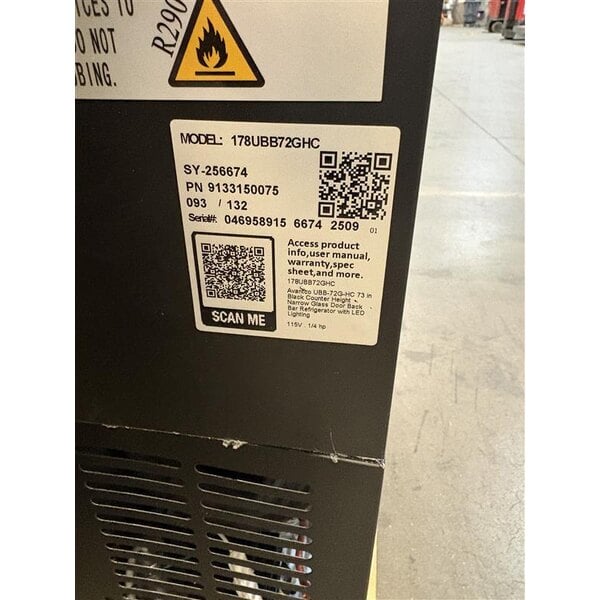 ICES TO
DO NOT
BING.
R290
MODEL: 178UBB72GHC
SY-256674
PN 9133150075
093 / 132
Serial#: 046958915 6674 2509 01
Access product
info,user manual,
warranty,spec
sheet,and more.
178UBB72GHC
Avantco UBB-72G-HC 73 in
Black Counter Height
Narrow Glass Door Back
Bar Refrigerator with LED
Lighting
115V 1/4 hp
SCAN ME